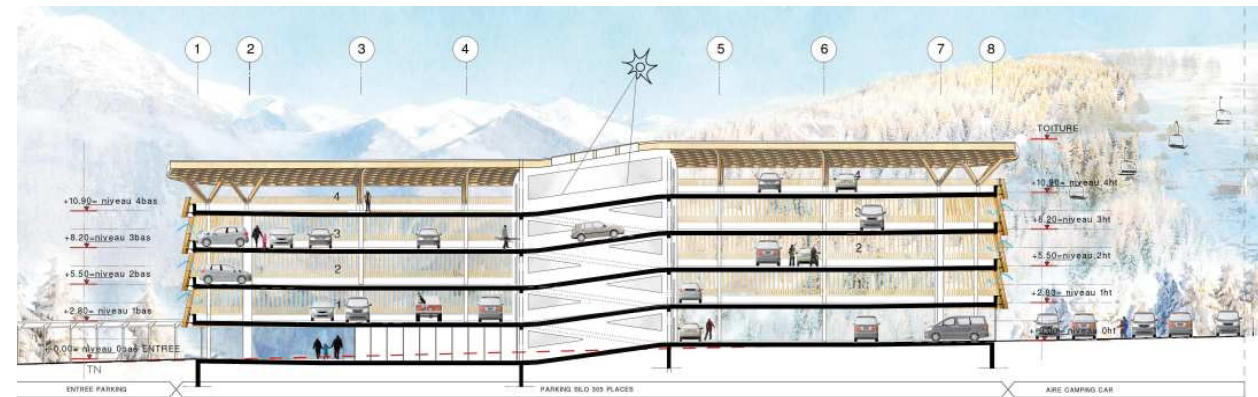 1 2 3 4 5 6 7 8
TOITURE
+10.90= niveau 4bas
4
4
+10.90= niveau 4ht
+8.20=niveau 3bas
3
3
+8.20=niveau 3ht
+5.50=niveau 2bas
2
2
+5.50=niveau 2ht
+2.80= niveau 1bas
1
+2.80= niveau 1ht
niveau 0bas ENTREE
niveau 0ht
TN
ENTREE PARKING
PARKING SILO 305 PLACES
AIRE CAMPING CAR